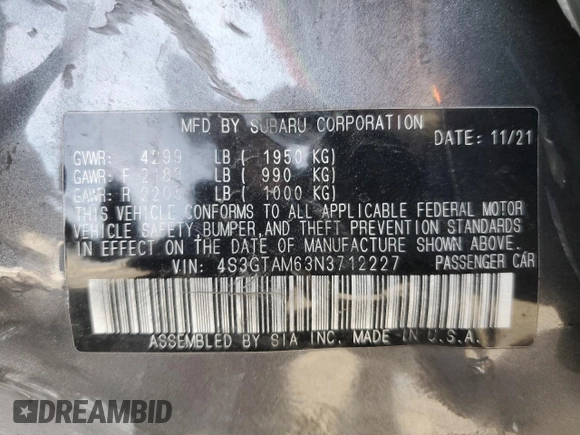 MFD BY SUBARU CORPORATION
DATE: 11/21
GVWR: 4299 LB ( 1950 KG)
GAWR: F 2183 LB ( 990 KG)
GAWR: R 2205 LB ( 1000 KG)
THIS VEHICLE CONFORMS TO ALL APPLICABLE FEDERAL MOTOR
VEHICLE SAFETY, BUMPER, AND THEFT PREVENTION STANDARDS
IN EFFECT ON THE DATE OF MANUFACTURE SHOWN ABOVE.
VIN: 4S3GTAM63N3712227 PASSENGER CAR
ASSEMBLED BY SIA INC. MADE IN U.S.A.
DREAMBID